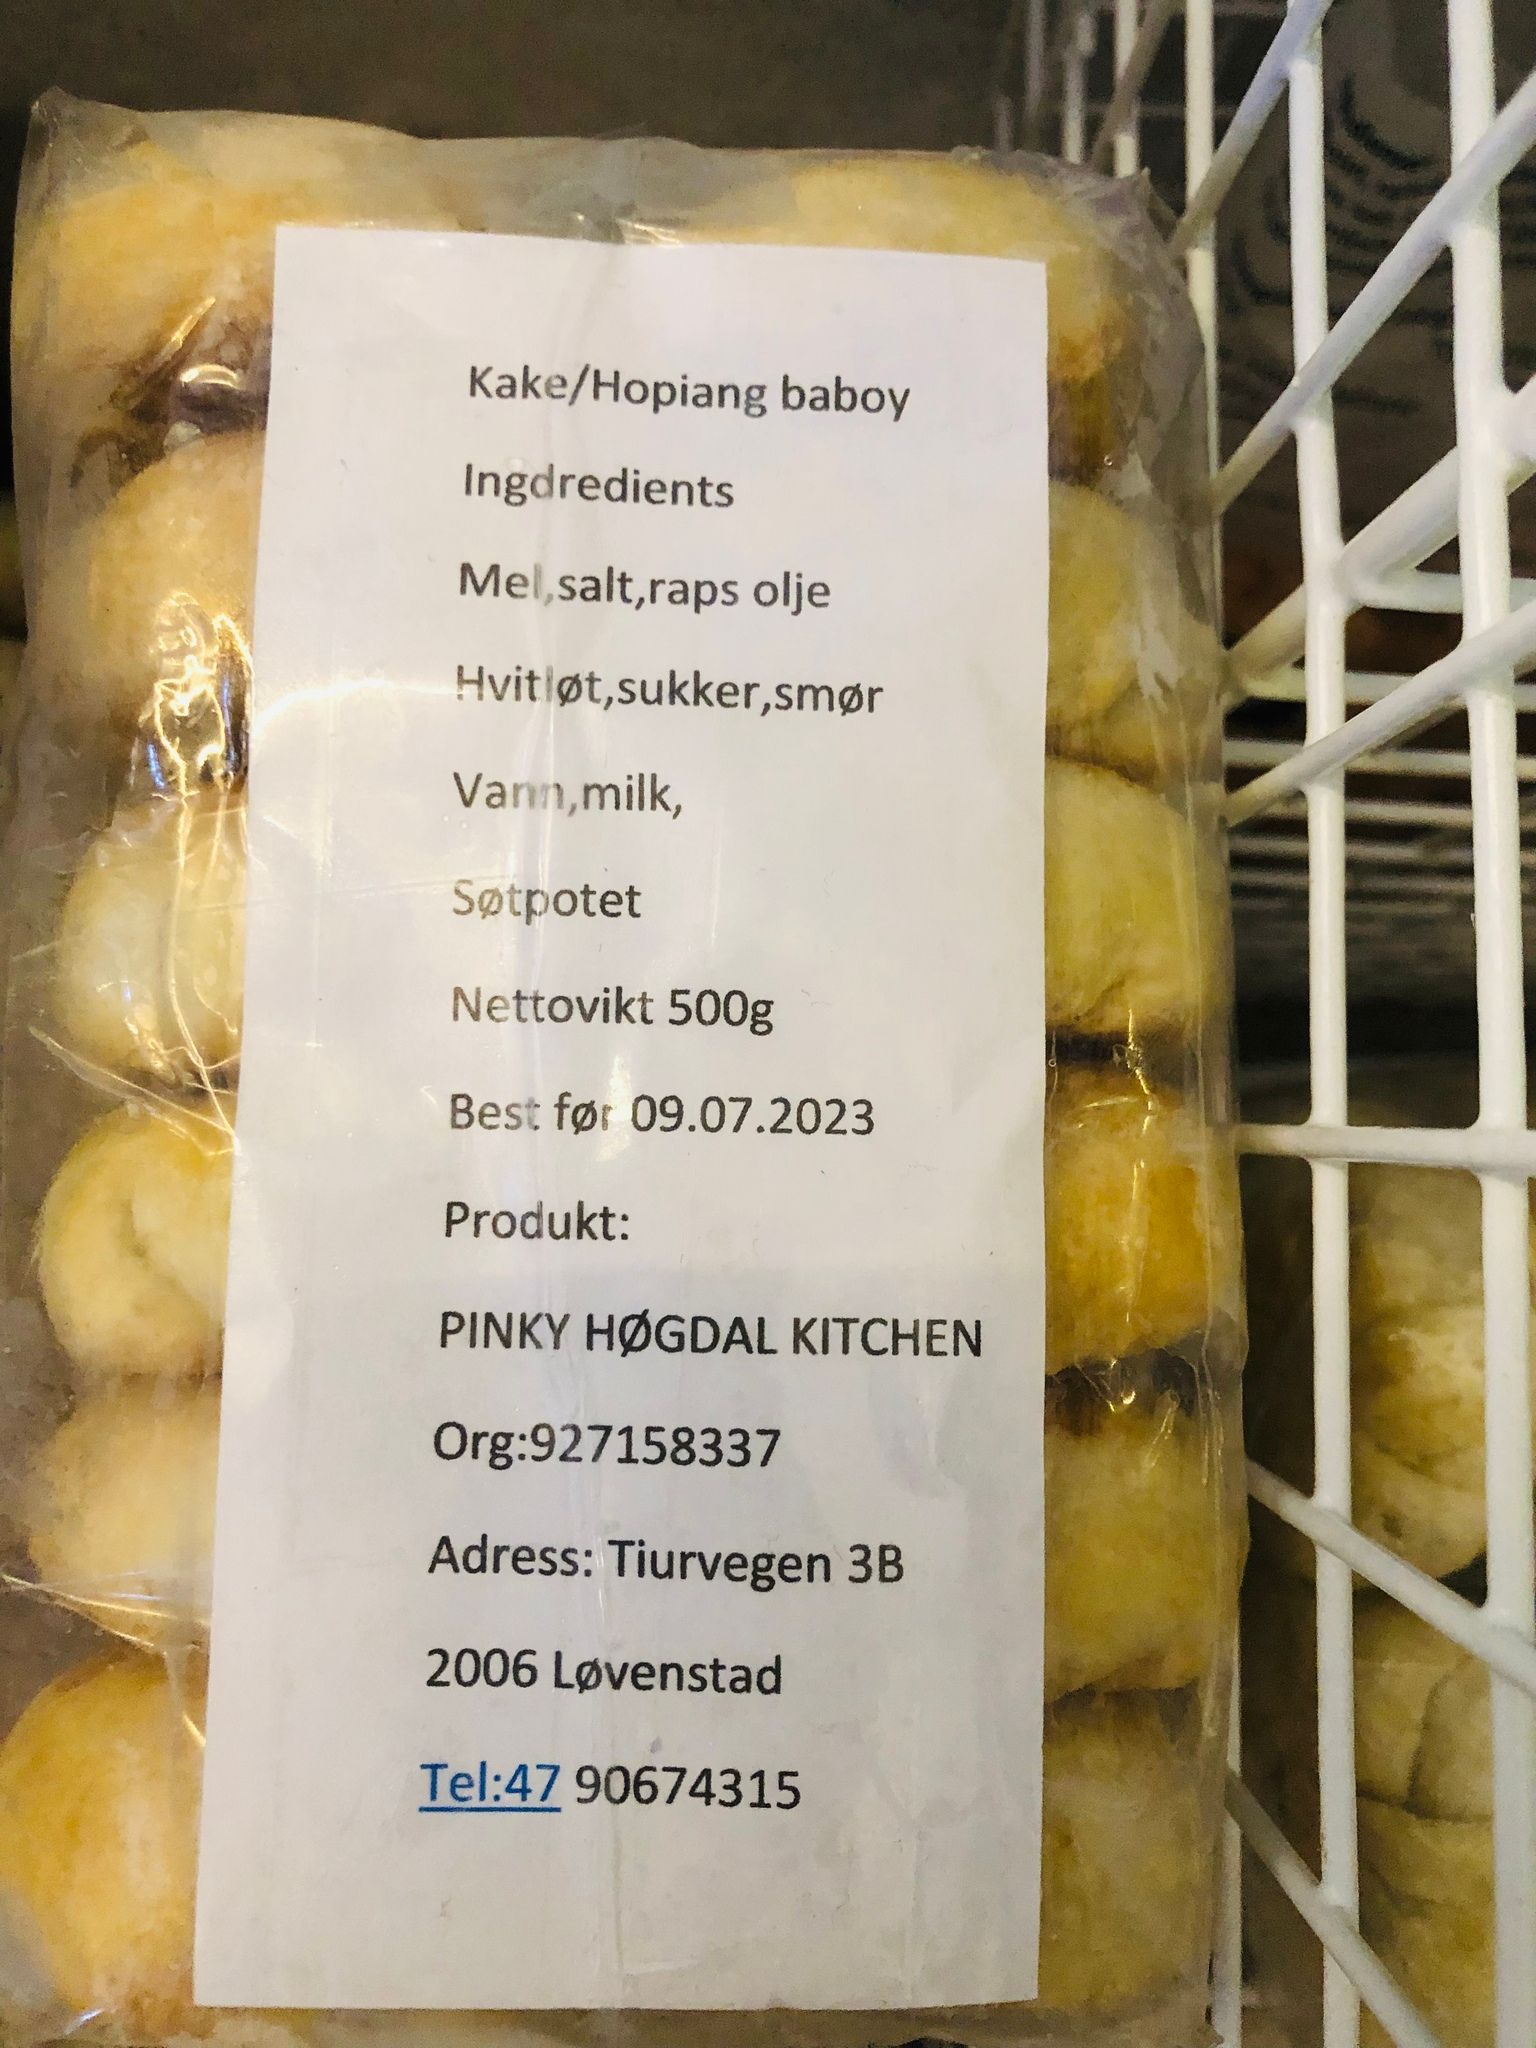 Kake/Hopiang baboy
Ingdredients
Mel,salt,raps olje
Hvitløt,sukker,smør
Vann,milk,
Søtpotet
Nettovikt 500g
Best før 09.07.2023
Produkt:
PINKY HØGDAL KITCHEN
Org:927158337
Adress: Tiurvegen 3B
2006 Løvenstad
Tel:47 90674315